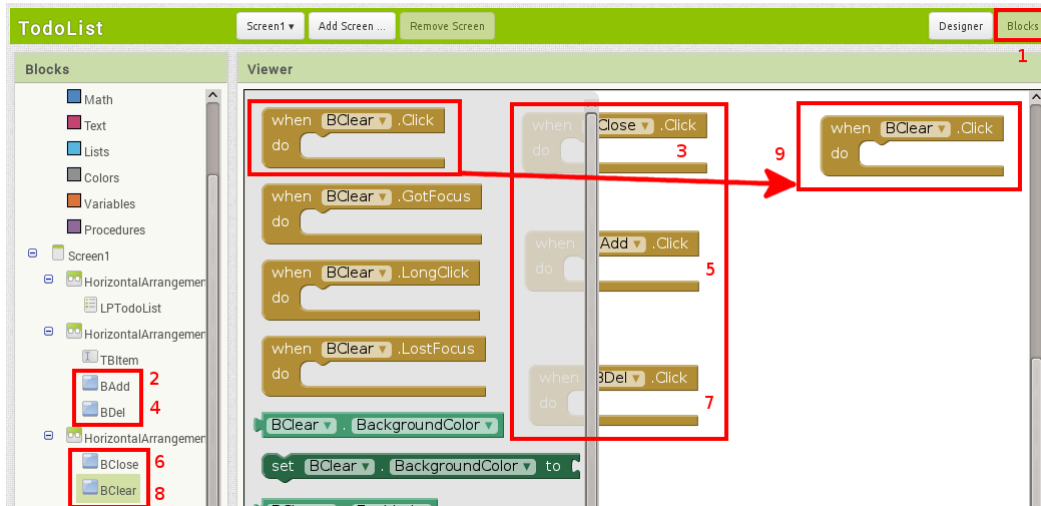 TodoList
Screen1 ▾
Add Screen ...
Remove Screen
Designer
Blocks
1
Blocks
Viewer
Math
Text
Lists
Colors
Variables
Procedures
Screen1
HorizontalArrangemen
LPTodoList
HorizontalArrangemen
TBItem
BAdd
2
BDel
4
HorizontalArrangemen
BClose
6
BClear
8
when BClear ▾ .Click
do
when BClear ▾ .GotFocus
do
when BClear ▾ .LongClick
do
when BClear ▾ .LostFocus
do
BClear ▾ . BackgroundColor ▾
set BClear ▾ . BackgroundColor ▾ to
when Close ▾ .Click
do
3
when Add ▾ .Click
do
5
when BDel ▾ .Click
do
7
9
when BClear ▾ .Click
do